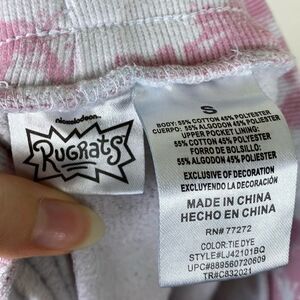 nickelodeon
RUGRATS
S
BODY: 55% COTTON 45% POLYESTER
CUERPO: 55% ALGODON 45% POLIESTER
UPPER POCKET LINING:
55% COTTON 45% POLYESTER
FORRO DE BOLSILLO:
55% ALGODON 45% POLYESTER
EXCLUSIVE OF DECORATION
EXCLUYENDO LA DECORACIÓN
MADE IN CHINA
HECHO EN CHINA
RN# 77272
COLOR:TIE DYE
STYLE#LJ42101BQ
UPC#889560720609
TR#C832021